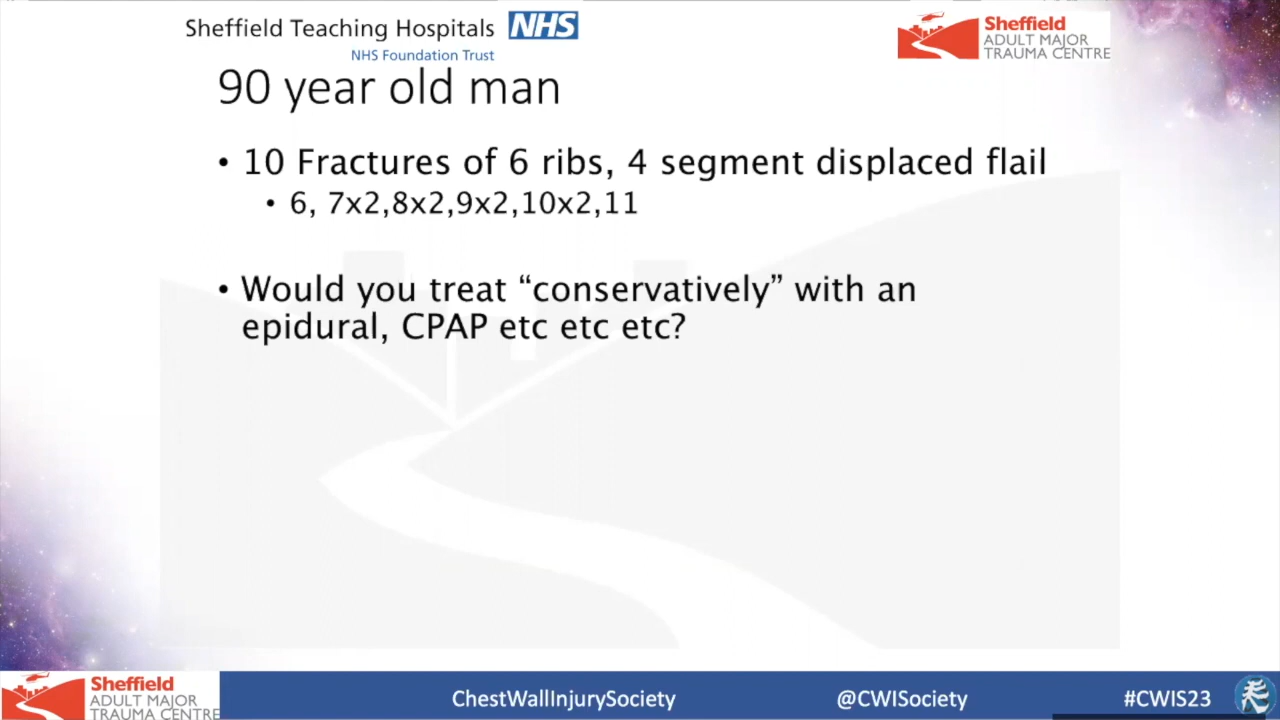 Sheffield Teaching Hospitals NHS
NHS Foundation Trust
Sheffield
ADULT MAJOR
TRAUMA CENTRE
90 year old man
• 10 Fractures of 6 ribs, 4 segment displaced flail
• 6, 7x2,8x2,9x2,10x2,11
• Would you treat “conservatively” with an
epidural, CPAP etc etc etc?
Sheffield
ADULT MAJOR
TRAUMA CENTRE
ChestWallInjurySociety @CWISociety #CWIS23